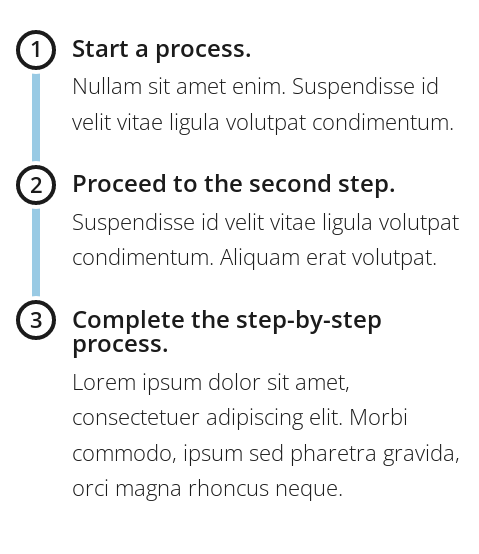 1 Start a process.
Nullam sit amet enim. Suspendisse id
velit vitae ligula volutpat condimentum.
2 Proceed to the second step.
Suspendisse id velit vitae ligula volutpat
condimentum. Aliquam erat volutpat.
3 Complete the step-by-step
process.
Lorem ipsum dolor sit amet,
consectetuer adipiscing elit. Morbi
commodo, ipsum sed pharetra gravida,
orci magna rhoncus neque.